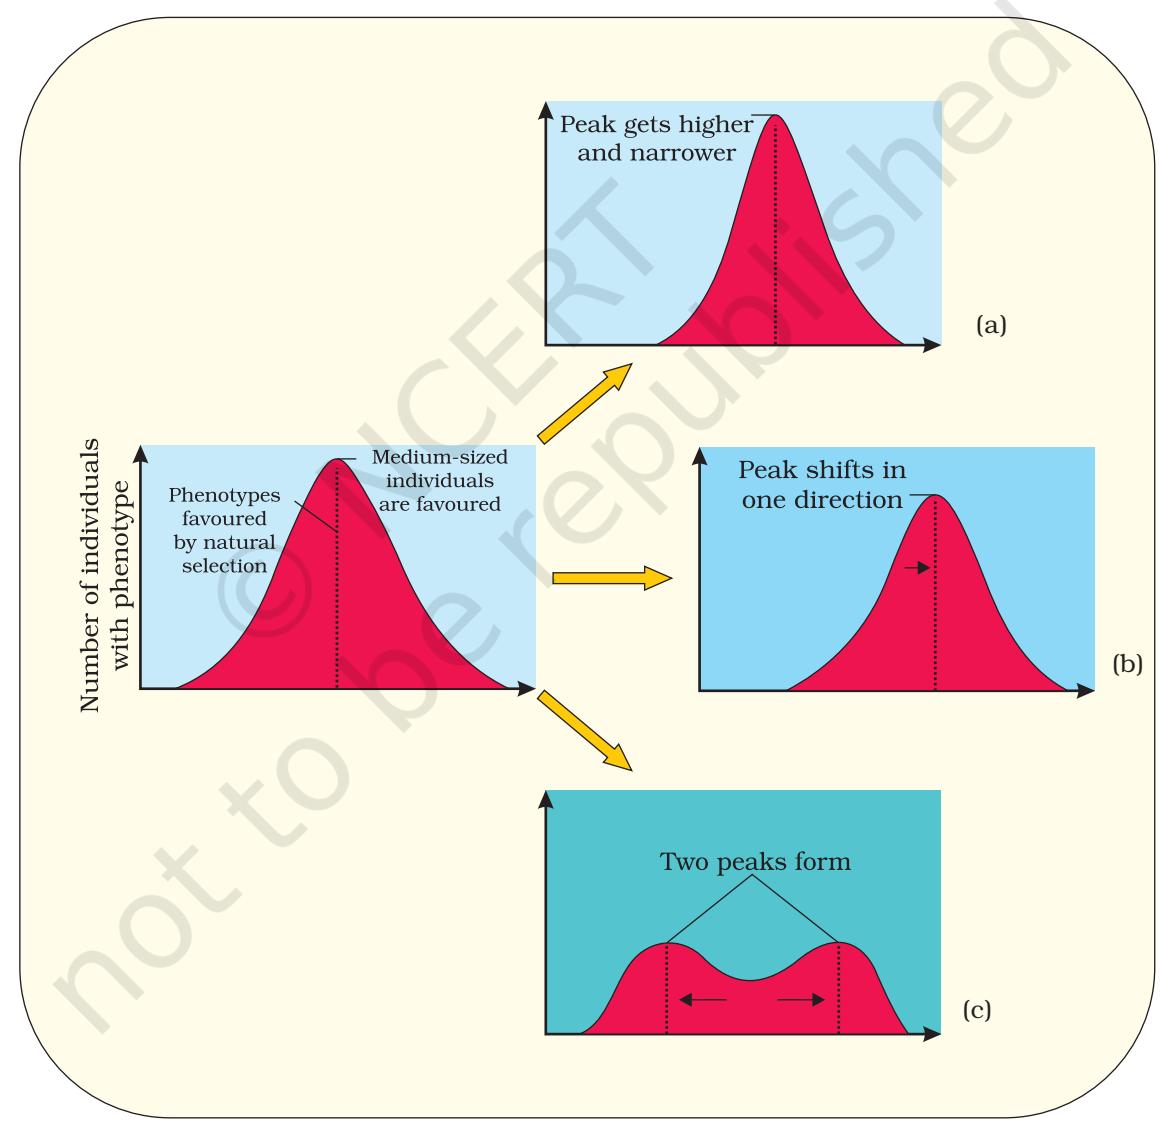 Peak gets higher
and narrower
(a)
Number of individuals
with phenotype
Phenotypes
favoured
by natural
selection
Medium-sized
individuals
are favoured
Peak shifts in
one direction
(b)
Two peaks form
(c)
© NCERT
not to be republished